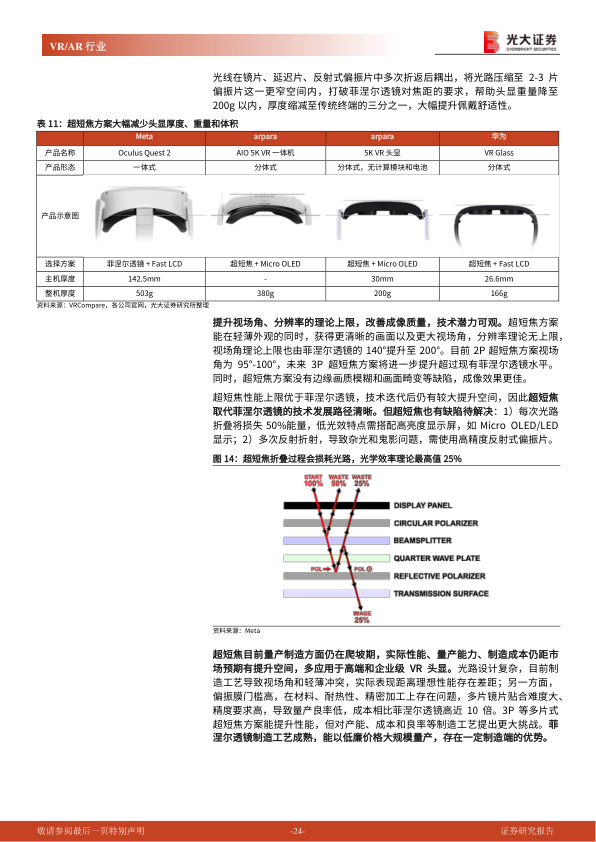 VR/AR 行业
光大证券
EVERBRIGHT SECURITIES
光线在镜片、延迟片、反射式偏振片中多次折返后耦出，将光路压缩至 2-3 片
偏振片这一更窄空间内，打破菲涅尔透镜对焦距的要求，帮助头显重量降至
200g 以内，厚度缩减至传统终端的三分之一，大幅提升佩戴舒适性。
表 11：超短焦方案大幅减少头显厚度、重量和体积
Meta arpara arpara 华为
产品名称 Oculus Quest 2 AIO 5K VR 一体机 5K VR 头显 VR Glass
产品形态 一体式 分体式 分体式，无计算模块和电池 分体式
产品示意图
选择方案 菲涅尔透镜 + Fast LCD 超短焦 + Micro OLED 超短焦 + Micro OLED 超短焦 + Fast LCD
主机厚度 142.5mm - 30mm 26.6mm
整机厚度 503g 380g 200g 166g
资料来源：VRCompare，各公司官网，光大证券研究所整理
提升视场角、分辨率的理论上限，改善成像质量，技术潜力可观。超短焦方案
能在轻薄外观的同时，获得更清晰的画面以及更大视场角，分辨率理论无上限，
视场角理论上限也由菲涅尔透镜的 140°提升至 200°。目前 2P 超短焦方案视场
角为 95°-100°，未来 3P 超短焦方案将进一步提升超过现有菲涅尔透镜水平。
同时，超短焦方案没有边缘画质模糊和画面畸变等缺陷，成像效果更佳。
超短焦性能上限优于菲涅尔透镜，技术迭代后仍有较大提升空间，因此超短焦
取代菲涅尔透镜的技术发展路径清晰。但超短焦也有缺陷待解决：1）每次光路
折叠将损失 50%能量，低光效特点需搭配高亮度显示屏，如 Micro OLED/LED
显示；2）多次反射折射，导致杂光和鬼影问题，需使用高精度反射式偏振片。
图 14：超短焦折叠过程会损耗光路，光学效率理论最高值 25%
START WASTE WASTE
100% 50% 25%
DISPLAY PANEL
CIRCULAR POLARIZER
BEAMSPLITTER
QUARTER WAVE PLATE
POL POL
REFLECTIVE POLARIZER
TRANSMISSION SURFACE
IMAGE
25%
资料来源：Meta
超短焦目前量产制造方面仍在爬坡期，实际性能、量产能力、制造成本仍距市
场预期有提升空间，多应用于高端和企业级 VR 头显。光路设计复杂，目前制
造工艺导致视场角和轻薄冲突，实际表现距离理想性能存在差距；另一方面，
偏振膜门槛高，在材料、耐热性、精密加工上存在问题，多片镜片贴合难度大、
精度要求高，导致量产良率低，成本相比菲涅尔透镜高近 10 倍。3P 等多片式
超短焦方案能提升性能，但对产能、成本和良率等制造工艺提出更大挑战。菲
涅尔透镜制造工艺成熟，能以低廉价格大规模量产，存在一定制造端的优势。
敬请参阅最后一页特别声明 -24- 证券研究报告